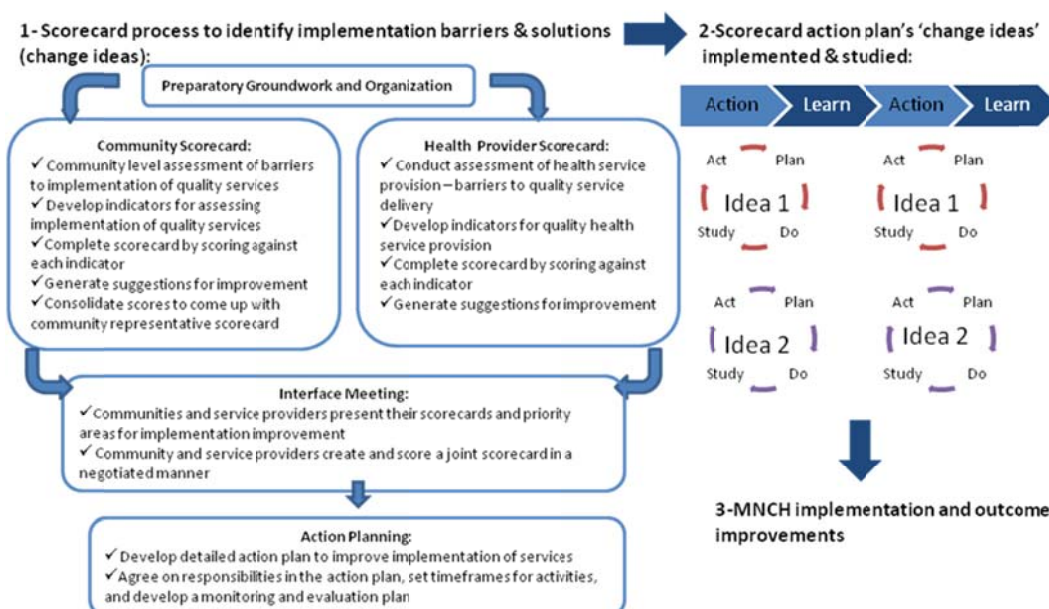 1- Scorecard process to identify implementation barriers & solutions
(change ideas):
Preparatory Groundwork and Organization
Community Scorecard:
✓ Community level assessment of barriers
to implementation of quality services
✓ Develop indicators for assessing
implementation of quality services
✓ Complete scorecard by scoring against
each indicator
✓ Generate suggestions for improvement
✓ Consolidate scores to come up with
community representative scorecard
Health Provider Scorecard:
✓ Conduct assessment of health service
provision – barriers to quality service
delivery
✓ Develop indicators for quality health
service provision
✓ Complete scorecard by scoring against
each indicator
✓ Generate suggestions for improvement
Interface Meeting:
✓ Communities and service providers present their scorecards and priority
areas for implementation improvement
✓ Community and service providers create and score a joint scorecard in a
negotiated manner
Action Planning:
✓ Develop detailed action plan to improve implementation of services
✓ Agree on responsibilities in the action plan, set timeframes for activities,
and develop a monitoring and evaluation plan
2-Scorecard action plan's 'change ideas'
implemented & studied:
Action Learn Action Learn
Act Plan
Idea 1
Study Do
Act Plan
Idea 1
Study Do
Act Plan
Idea 2
Study Do
Act Plan
Idea 2
Study Do
3-MNCH implementation and outcome
improvements